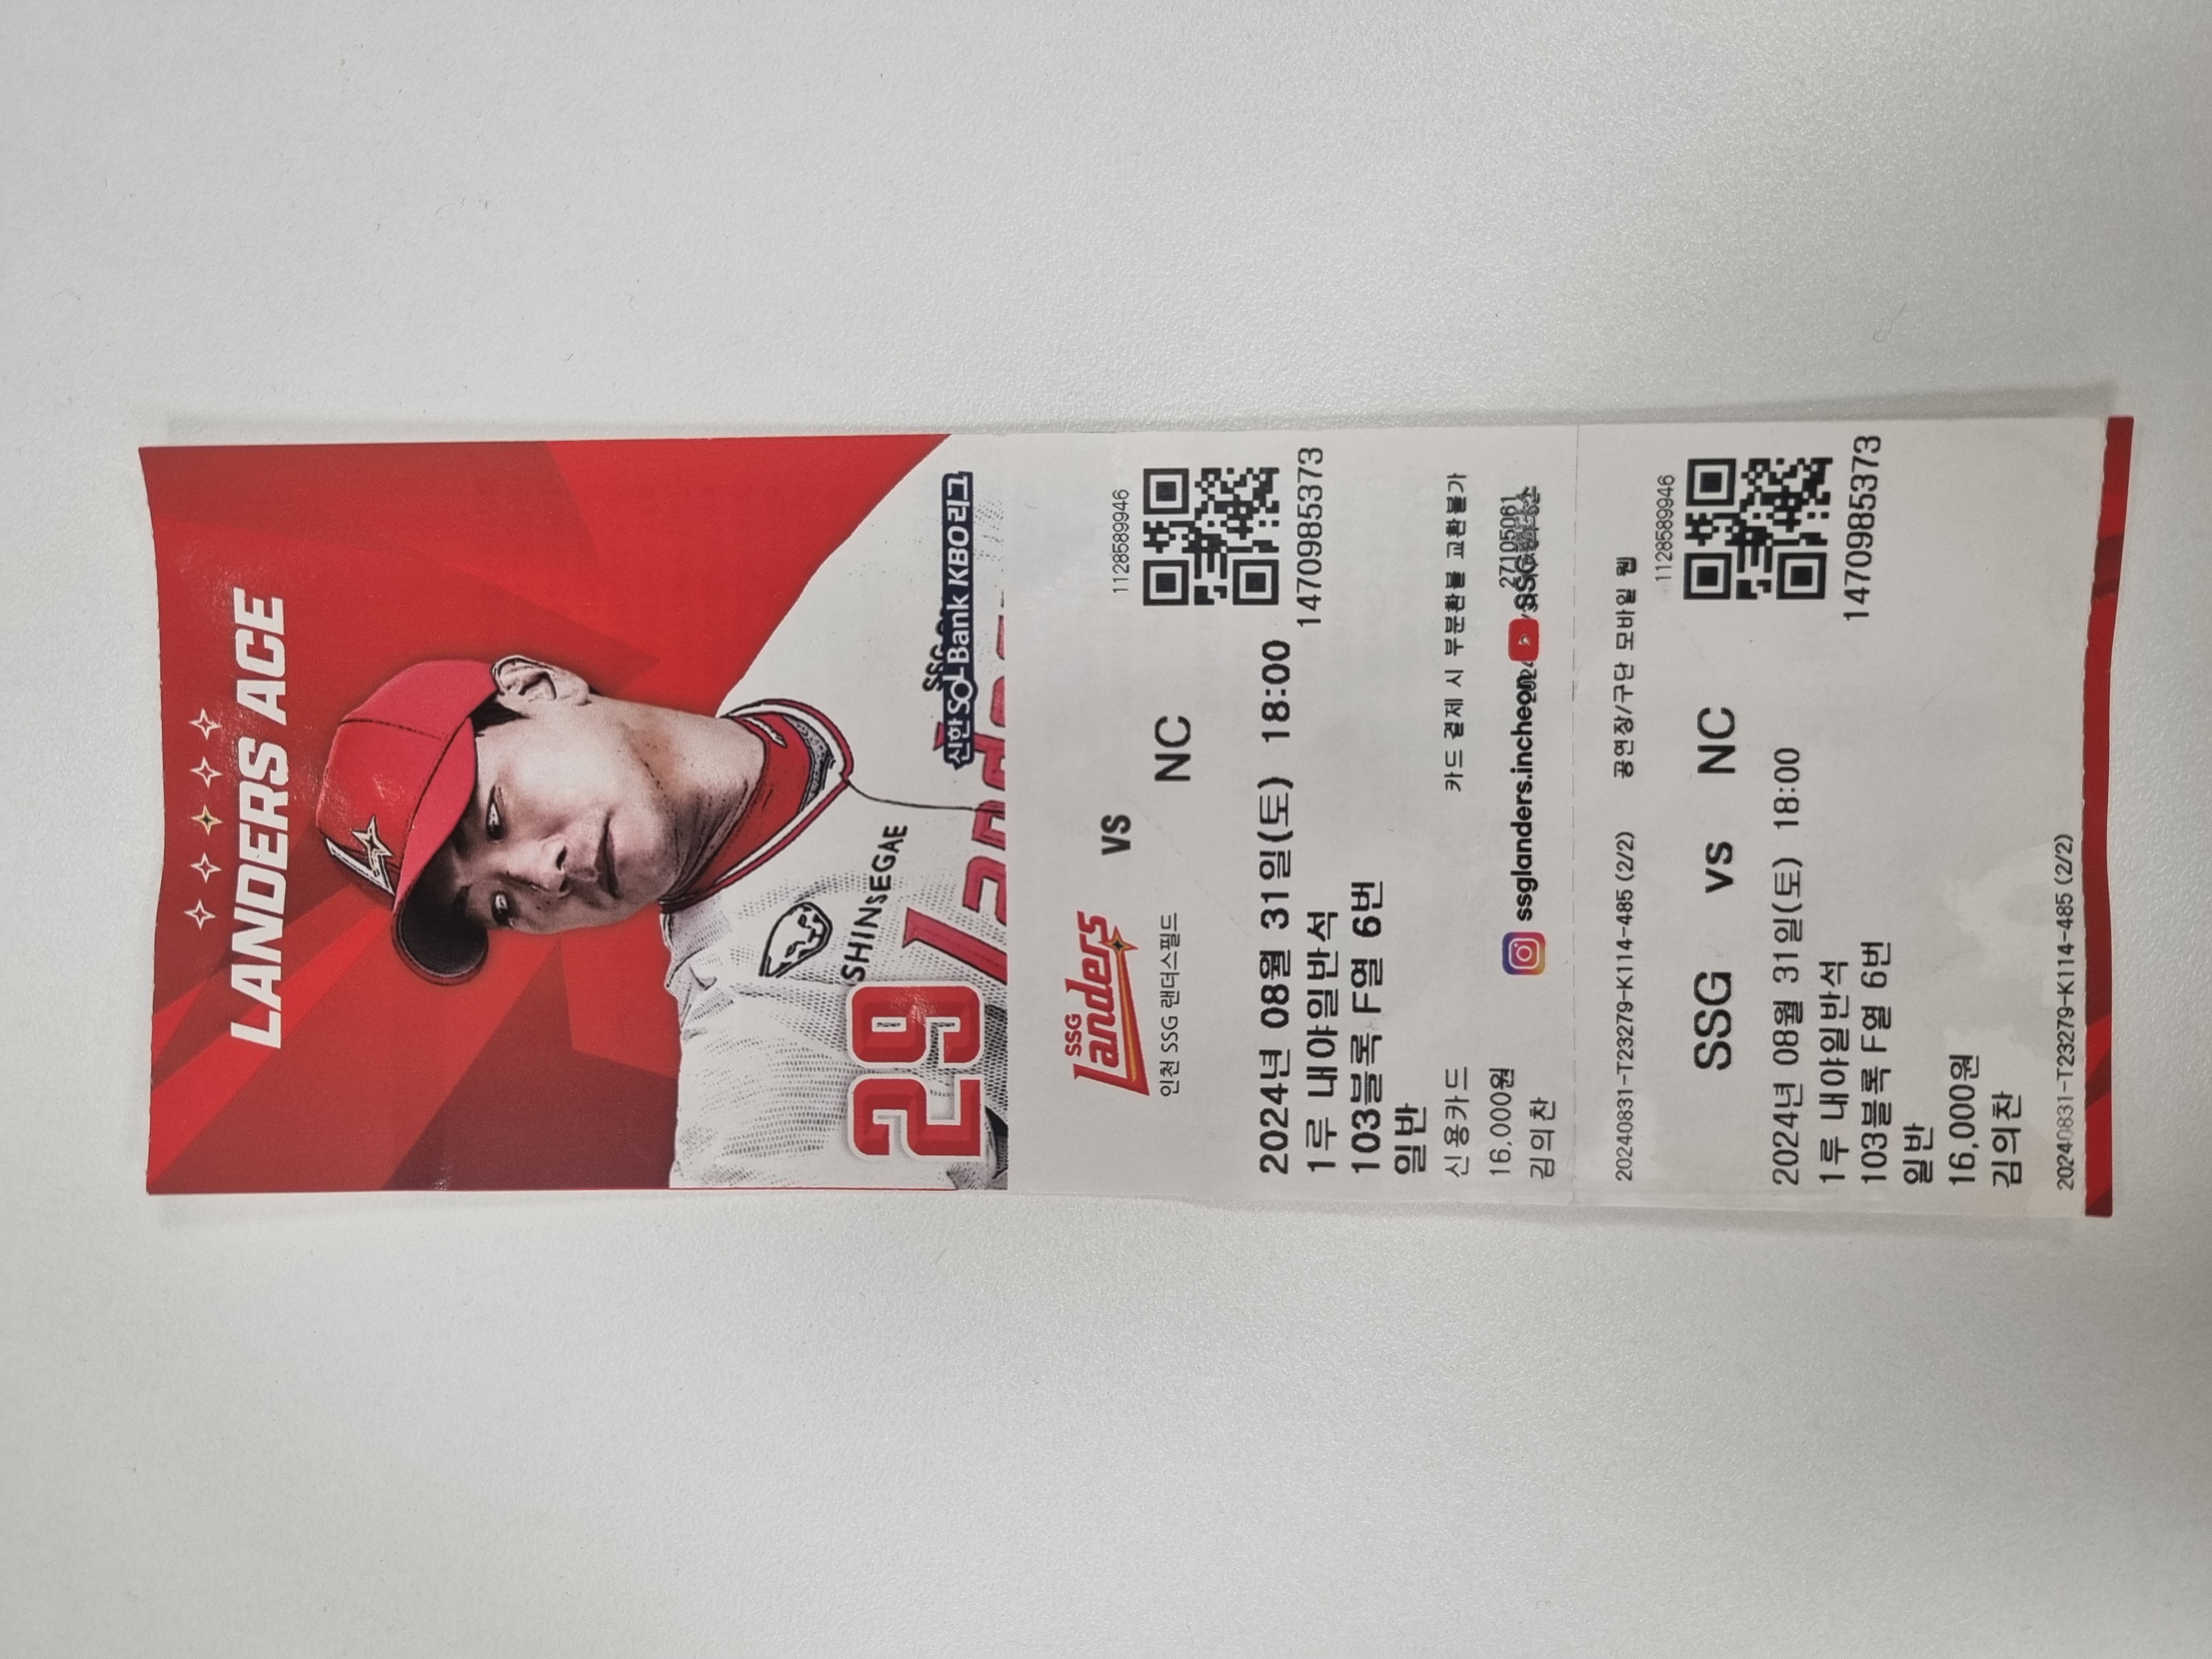 LANDERS ACE
SHINSEGAE
29
SSG
Landers
신한 SOL Bank KBO 리그
SSG
Landers
vs
1128589946
인천 SSG 랜더스필드
NC
2024년 08월 31일(토) 18:00
1470985373
1루 내야일반석
103블록 F열 6번
일반
신용카드
카드 결제 시 부분환불 교환불가
16,000원
27105061
ssglanders.incheon
SSG
김의찬
20240831-T23279-K114-485 (2/2) 공연장/구단 모바일 웹
1128589946
SSG vs NC
2024년 08월 31일(토) 18:00
1루 내야일반석
1470985373
103블록 F열 6번
일반
16,000원
김의찬
20240831-T23279-K114-485 (2/2)